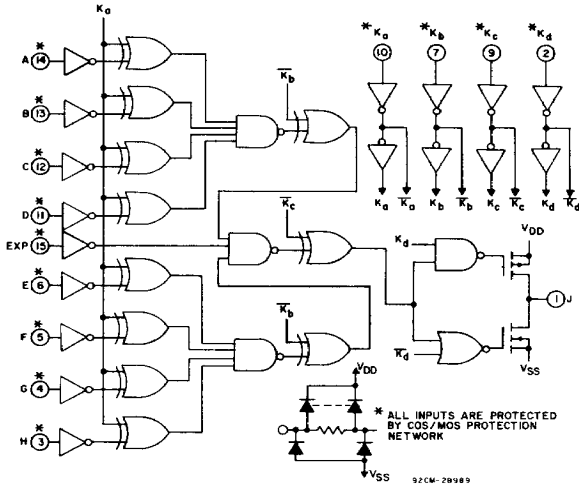 Ka
*Ka
*Kb
*Kc
*Kd
10
7
9
2
A
*
14
B
*
13
C
*
12
D
*
11
EXP
*
15
E
*
6
F
*
5
G
*
4
H
*
3
Kb
Kc
Kb
Ka Ka Kb Kb Kc Kc Kd Kd
Kd
Kd
VDD
1 J
VSS
VDD
VSS
* ALL INPUTS ARE PROTECTED
BY COS/MOS PROTECTION
NETWORK
92CM-28989